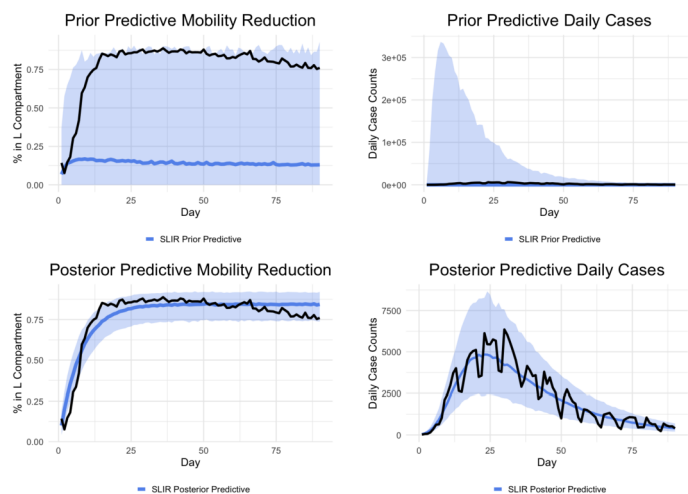 Prior Predictive Mobility Reduction
% in L Compartment
0.75
0.50
0.25
0.00
0
25
50
75
Day
SLIR Prior Predictive
Prior Predictive Daily Cases
Daily Case Counts
3e+05
2e+05
1e+05
0e+00
0
25
50
75
Day
SLIR Prior Predictive
Posterior Predictive Mobility Reduction
% in L Compartment
0.75
0.50
0.25
0.00
0
25
50
75
Day
SLIR Posterior Predictive
Posterior Predictive Daily Cases
Daily Case Counts
7500
5000
2500
0
0
25
50
75
Day
SLIR Posterior Predictive